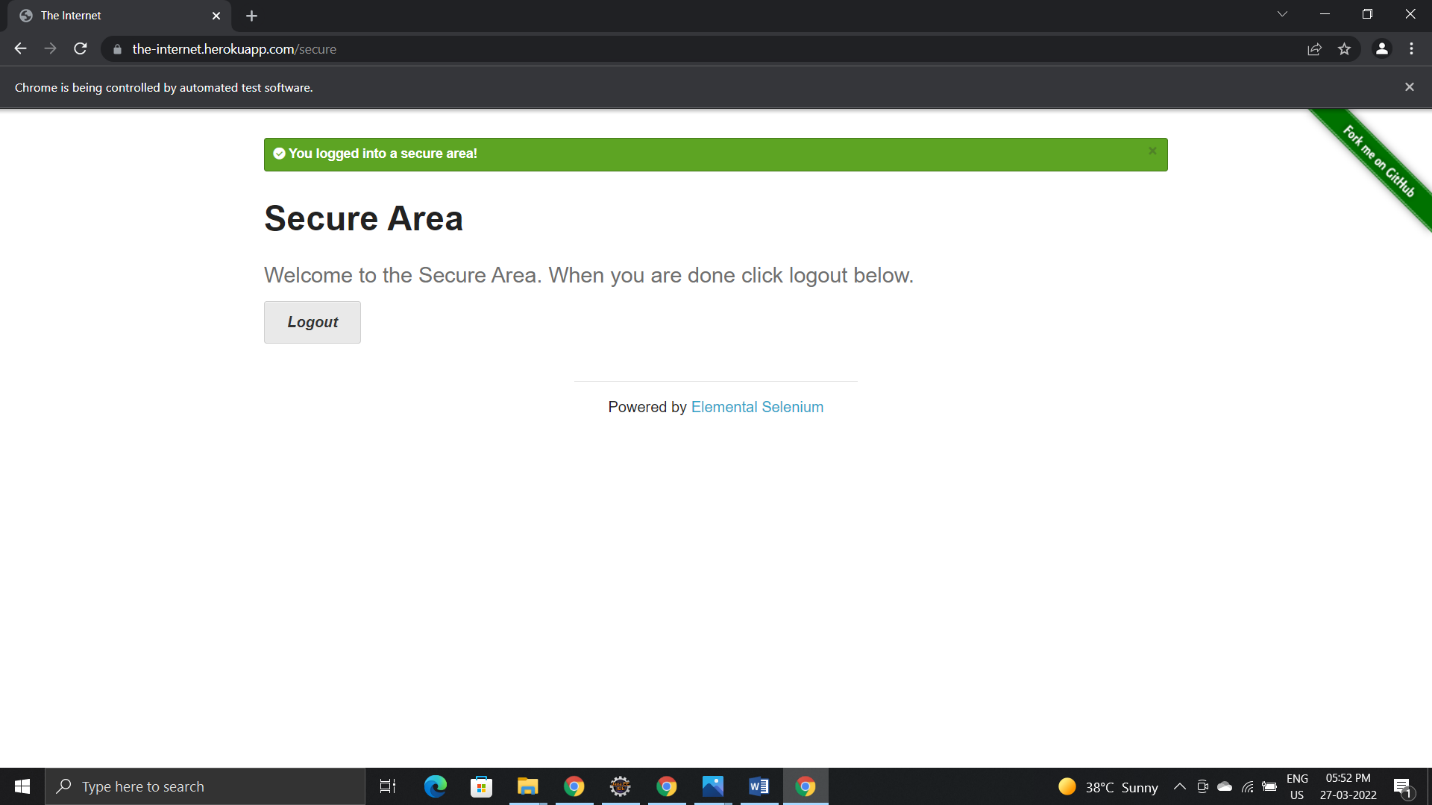 The Internet
the-internet.herokuapp.com/secure
Chrome is being controlled by automated test software.
Fork me on GitHub
You logged into a secure area!
Secure Area
Welcome to the Secure Area. When you are done click logout below.
Logout
Powered by Elemental Selenium
Type here to search
38°C Sunny
ENG
US
05:52 PM
27-03-2022
1